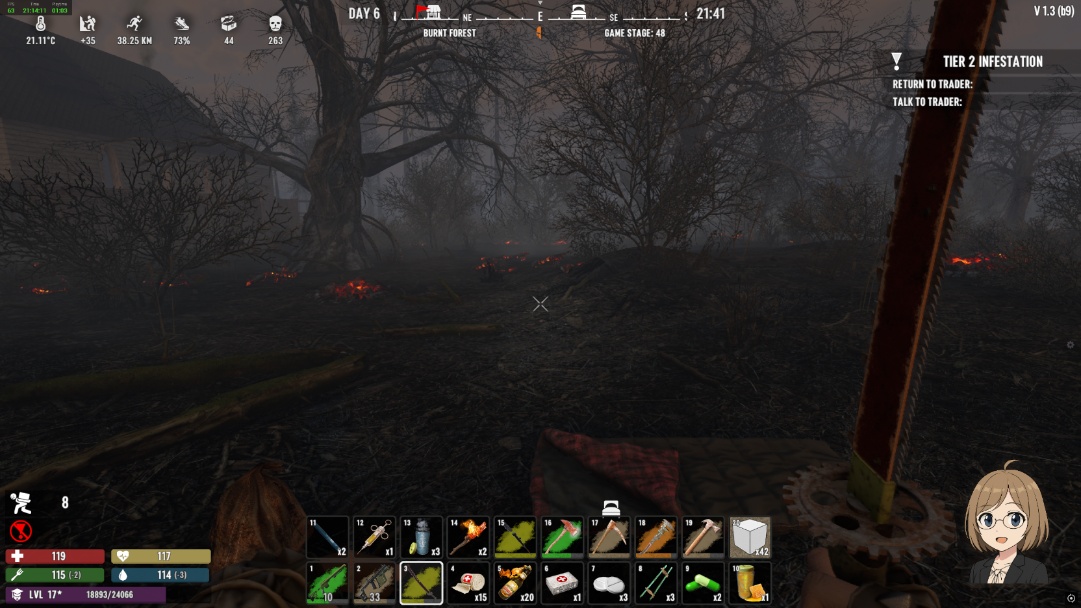 DAY 6
NE
E
SE
21:41
V 1.3 (b9)
21.11°C
+35
38.25 KM
73%
44
263
BURNT FOREST
GAME STAGE: 48
TIER 2 INFESTATION
RETURN TO TRADER:
TALK TO TRADER:
8
119
117
115 (-2)
114 (-3)
LVL 17*
18893/24066
11
x2
12
x1
13
x3
14
x2
15
16
17
18
19
x42
1
10
2
33
3
4
x15
5
x20
6
x1
7
x3
8
x3
9
x2
10
x1